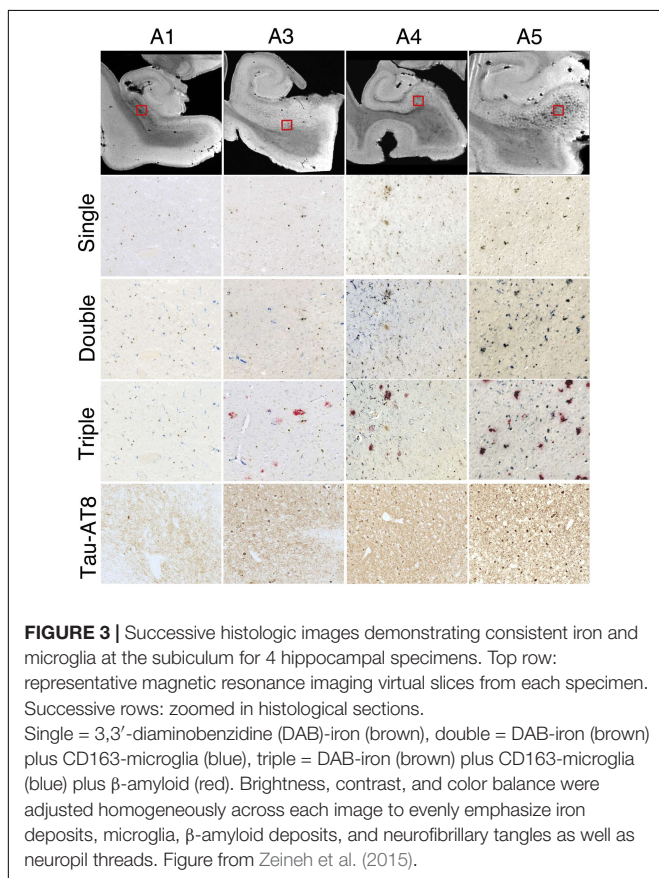 A1 A3 A4 A5
Single
Double
Triple
Tau-AT8
FIGURE 3 | Successive histologic images demonstrating consistent iron and
microglia at the subiculum for 4 hippocampal specimens. Top row:
representative magnetic resonance imaging virtual slices from each specimen.
Successive rows: zoomed in histological sections.
Single = 3,3′-diaminobenzidine (DAB)-iron (brown), double = DAB-iron (brown)
plus CD163-microglia (blue), triple = DAB-iron (brown) plus CD163-microglia
(blue) plus β-amyloid (red). Brightness, contrast, and color balance were
adjusted homogeneously across each image to evenly emphasize iron
deposits, microglia, β-amyloid deposits, and neurofibrillary tangles as well as
neuropil threads. Figure from Zeineh et al. (2015).